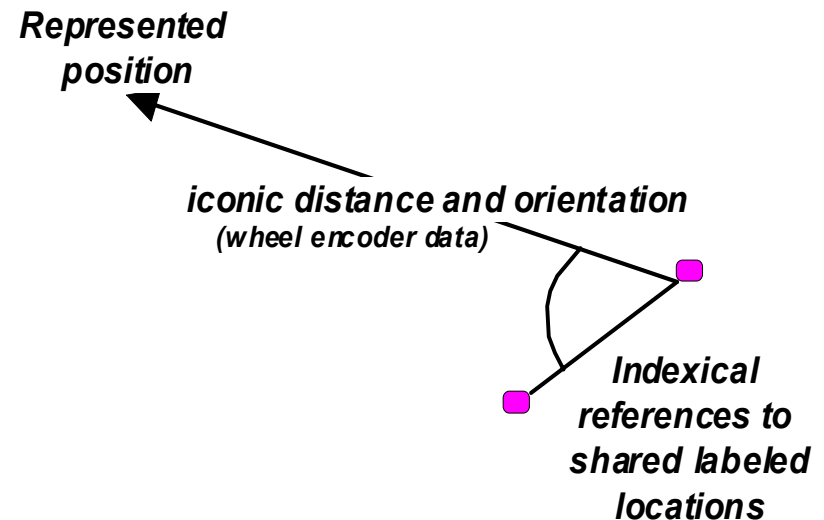 Represented
position
iconic distance and orientation
(wheel encoder data)
Indexical
references to
shared labeled
locations